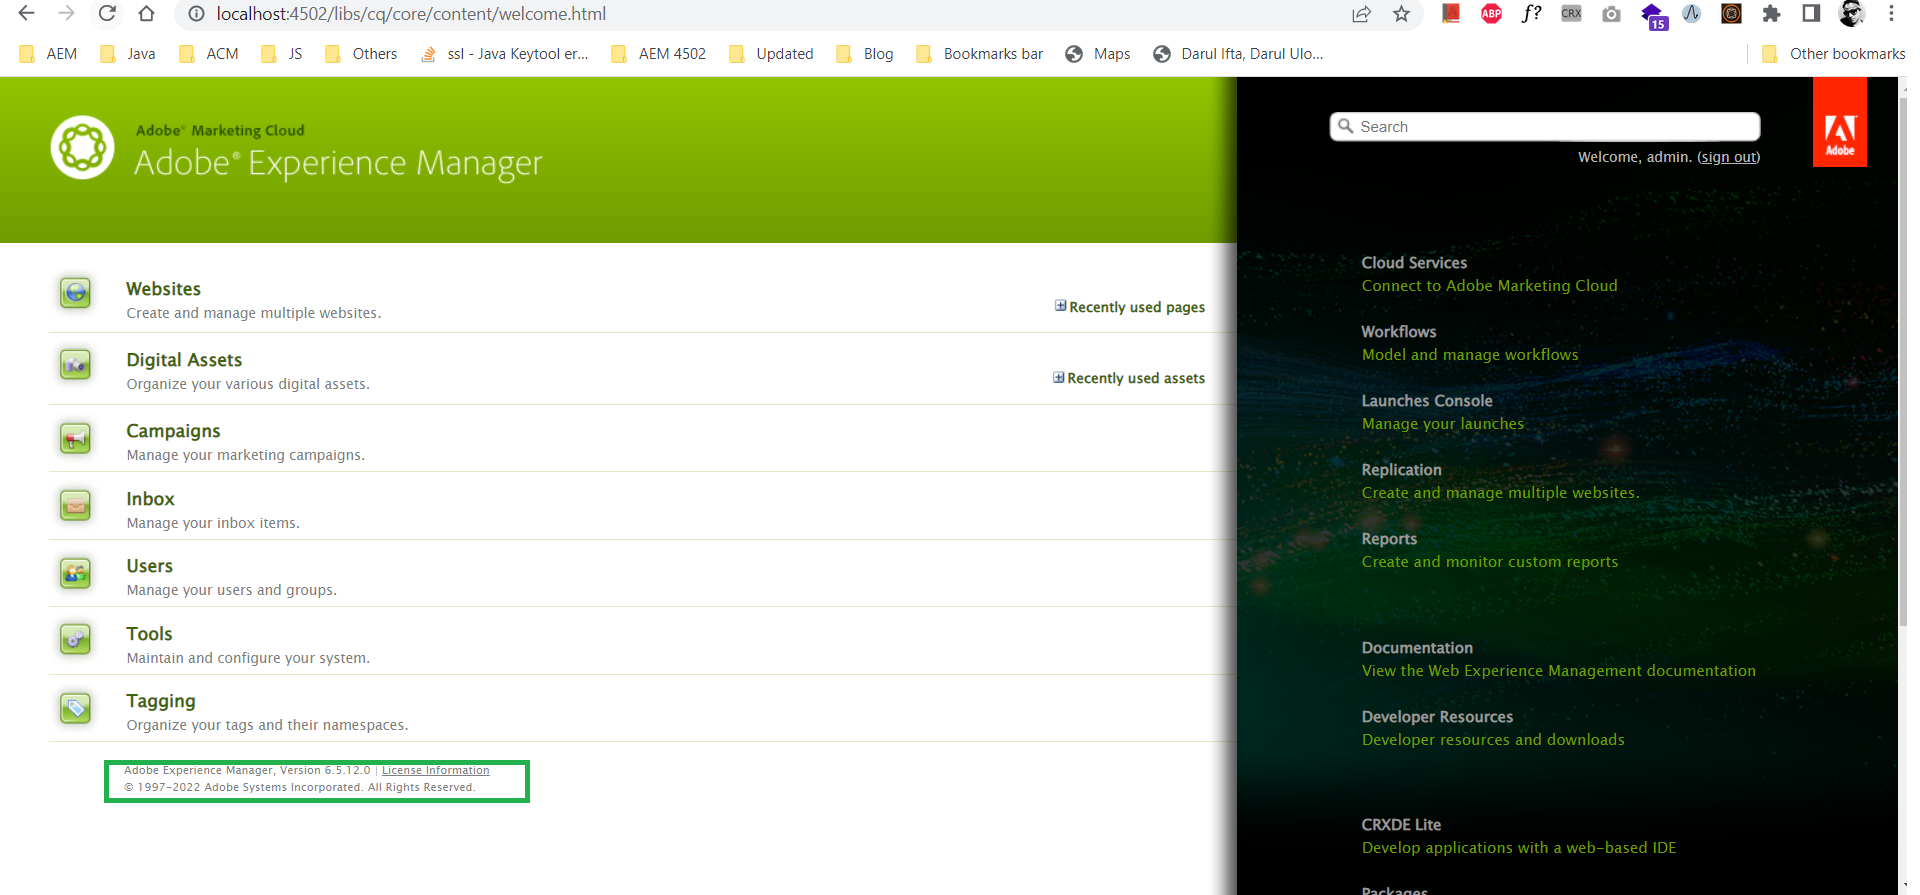 localhost:4502/libs/cq/core/content/welcome.html
ABP
f?
CRX
15
AEM
Java
ACM
JS
Others
ssl - Java Keytool er...
AEM 4502
Updated
Blog
Bookmarks bar
Maps
Darul Ifta, Darul Ulo...
Other bookmarks
Adobe® Marketing Cloud
Adobe® Experience Manager
Search
Welcome, admin. (sign out)
Adobe
Websites
Create and manage multiple websites.
Recently used pages
Digital Assets
Organize your various digital assets.
Recently used assets
Campaigns
Manage your marketing campaigns.
Inbox
Manage your inbox items.
Users
Manage your users and groups.
Tools
Maintain and configure your system.
Tagging
Organize your tags and their namespaces.
Adobe Experience Manager, Version 6.5.12.0 | License Information
© 1997-2022 Adobe Systems Incorporated. All Rights Reserved.
Cloud Services
Connect to Adobe Marketing Cloud
Workflows
Model and manage workflows
Launches Console
Manage your launches
Replication
Create and manage multiple websites.
Reports
Create and monitor custom reports
Documentation
View the Web Experience Management documentation
Developer Resources
Developer resources and downloads
CRXDE Lite
Develop applications with a web-based IDE
Packages